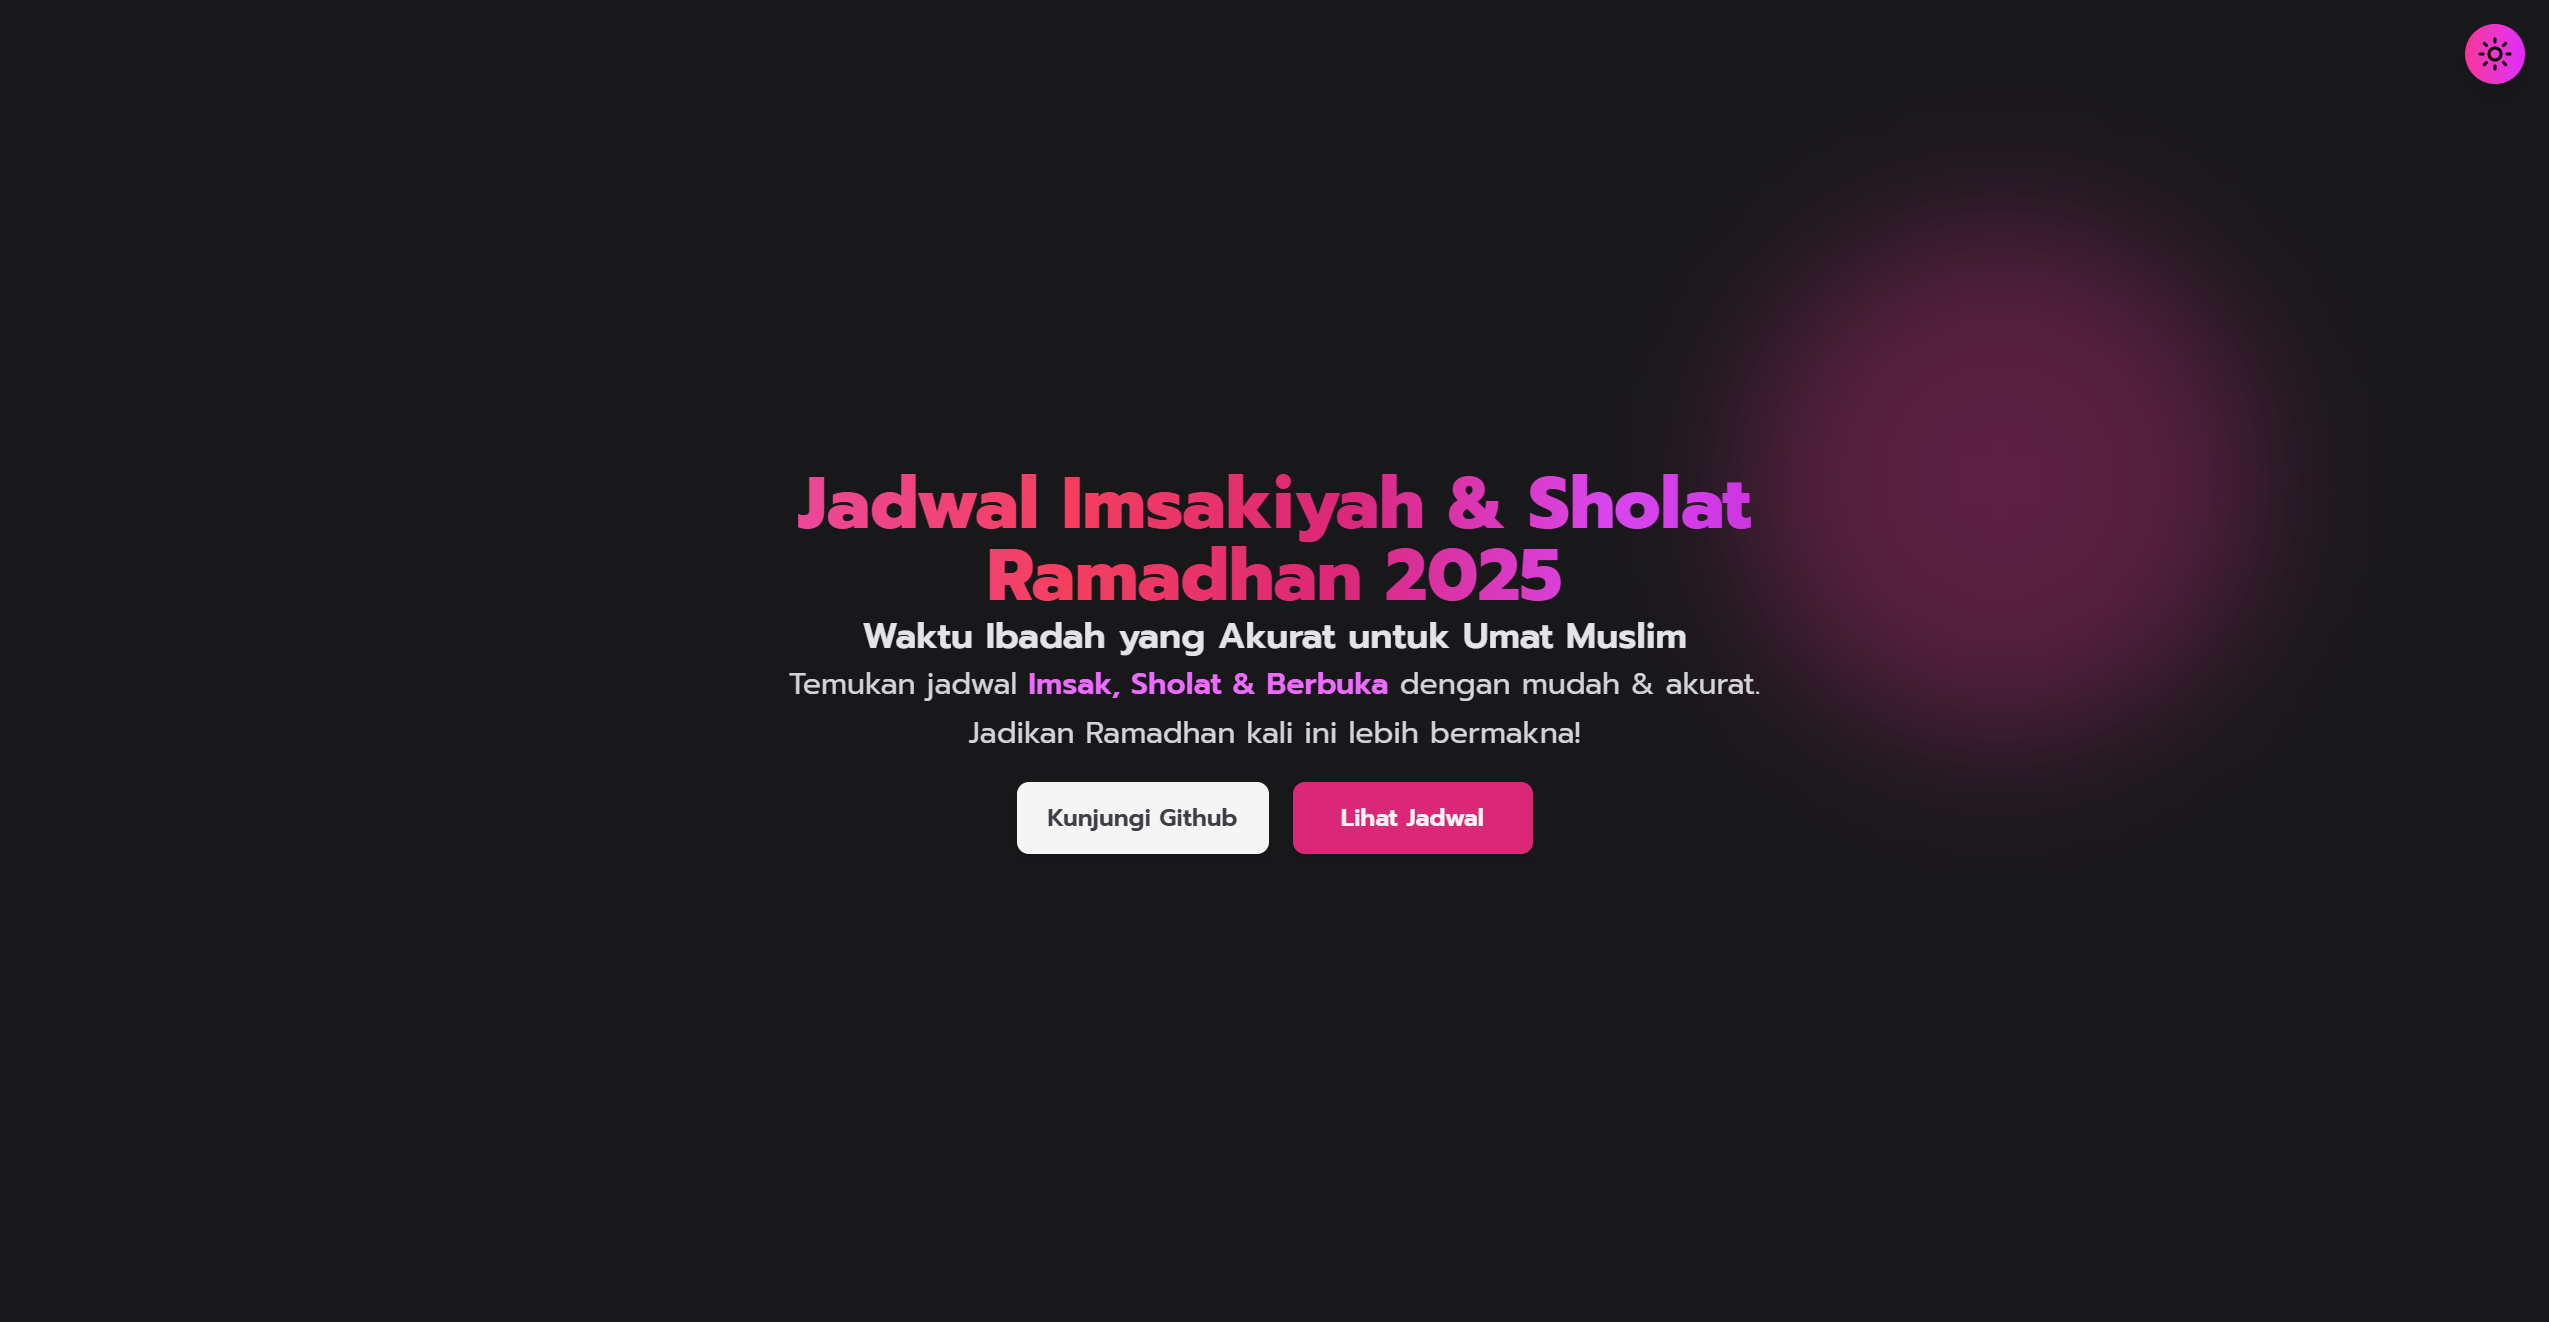 Jadwal Imsakiyah & Sholat
Ramadhan 2025
Waktu Ibadah yang Akurat untuk Umat Muslim
Temukan jadwal Imsak, Sholat & Berbuka dengan mudah & akurat.
Jadikan Ramadhan kali ini lebih bermakna!
Kunjungi Github
Lihat Jadwal